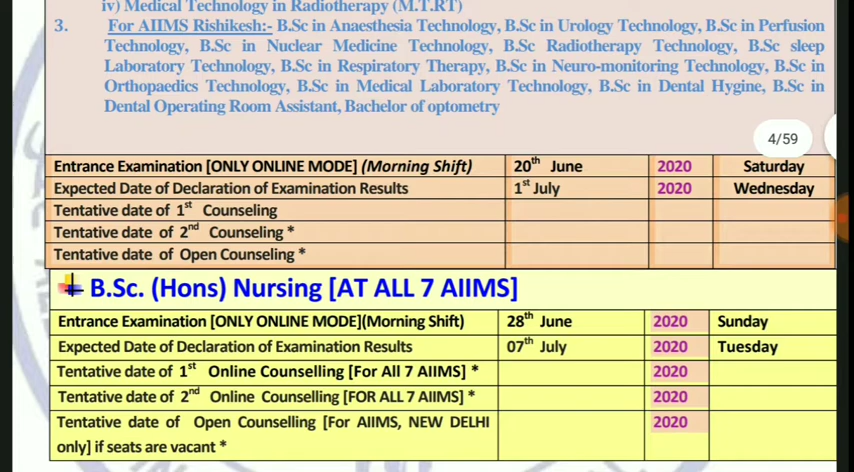 iv) Medical Technology in Radiotherapy (M.T.RT)
3. For AIIMS Rishikesh:- B.Sc in Anaesthesia Technology, B.Sc in Urology Technology, B.Sc in Perfusion
Technology, B.Sc in Nuclear Medicine Technology, B.Sc Radiotherapy Technology, B.Sc sleep
Laboratory Technology, B.Sc in Respiratory Therapy, B.Sc in Neuro-monitoring Technology, B.Sc in
Orthopaedics Technology, B.Sc in Medical Laboratory Technology, B.Sc in Dental Hygine, B.Sc in
Dental Operating Room Assistant, Bachelor of optometry
4/59
Entrance Examination [ONLY ONLINE MODE] (Morning Shift) 20th June 2020 Saturday
Expected Date of Declaration of Examination Results 1st July 2020 Wednesday
Tentative date of 1st Counseling
Tentative date of 2nd Counseling *
Tentative date of Open Counseling *
B.Sc. (Hons) Nursing [AT ALL 7 AIIMS]
Entrance Examination [ONLY ONLINE MODE](Morning Shift) 28th June 2020 Sunday
Expected Date of Declaration of Examination Results 07th July 2020 Tuesday
Tentative date of 1st Online Counselling [For All 7 AIIMS] * 2020
Tentative date of 2nd Online Counselling [FOR ALL 7 AIIMS] * 2020
Tentative date of Open Counselling [For AIIMS, NEW DELHI 2020
only] if seats are vacant *